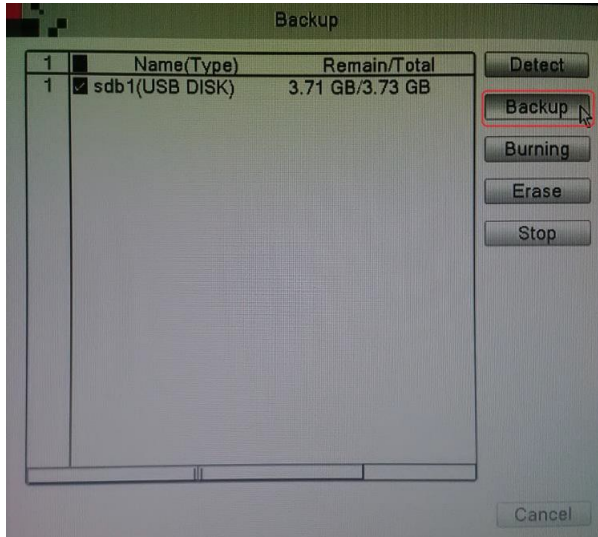 Backup
1 Name(Type) Remain/Total
1 sdb1(USB DISK) 3.71 GB/3.73 GB
Detect
Backup
Burning
Erase
Stop
Cancel